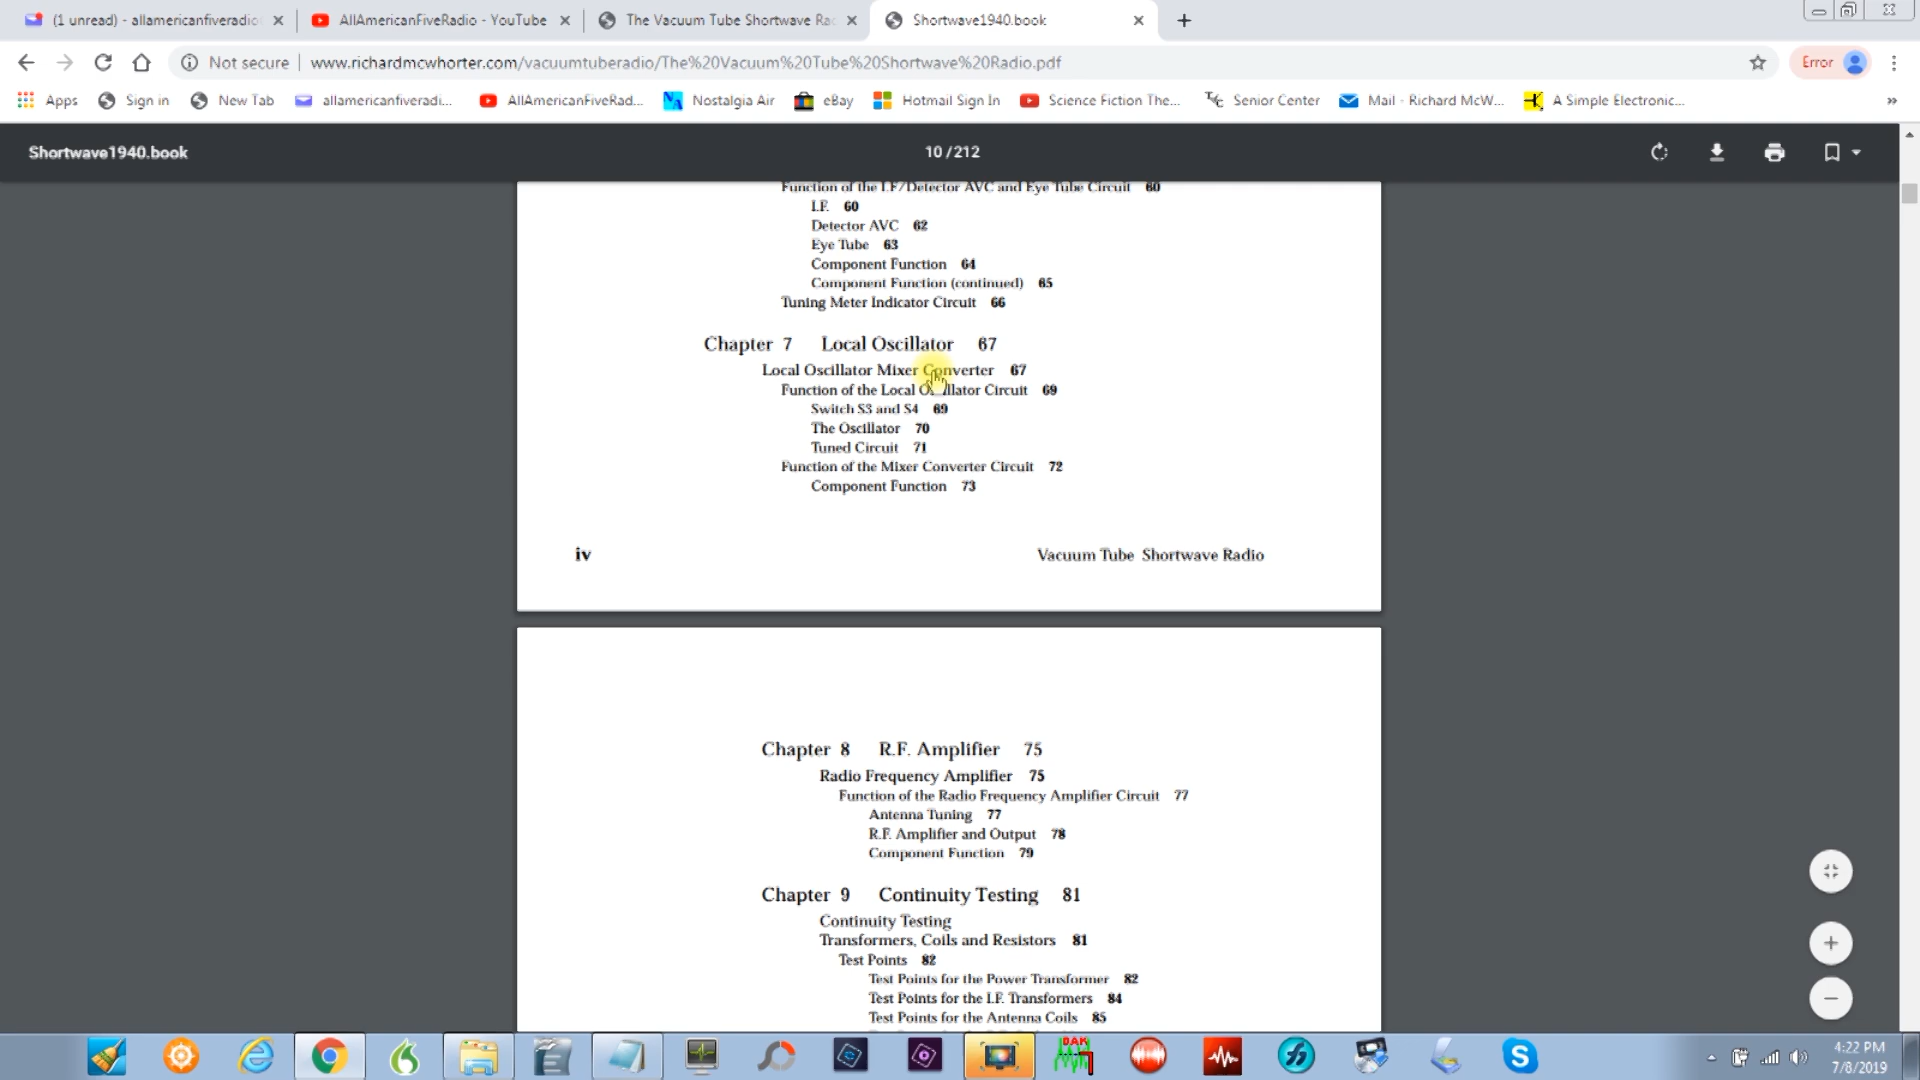 (1 unread) - allamericanfiveradio
AllAmericanFiveRadio - YouTube
The Vacuum Tube Shortwave Rad
Shortwave1940.book
Not secure
www.richardmcwhorter.com/vacuumtuberadio/The%20Vacuum%20Tube%20Shortwave%20Radio.pdf
Error
Apps
Sign in
New Tab
allamericanfiveradi...
AllAmericanFiveRad...
Nostalgia Air
eBay
Hotmail Sign In
Science Fiction The...
Senior Center
Mail - Richard McW...
A Simple Electronic...
Shortwave1940.book
10 / 212
Function of the I.F/Detector AVC and Eye Tube Circuit 60
I.F. 60
Detector AVC 62
Eye Tube 63
Component Function 64
Component Function (continued) 65
Tuning Meter Indicator Circuit 66
Chapter 7 Local Oscillator 67
Local Oscillator Mixer Converter 67
Function of the Local Oscillator Circuit 69
Switch S3 and S4 69
The Oscillator 70
Tuned Circuit 71
Function of the Mixer Converter Circuit 72
Component Function 73
iv
Vacuum Tube Shortwave Radio
Chapter 8 R.F. Amplifier 75
Radio Frequency Amplifier 75
Function of the Radio Frequency Amplifier Circuit 77
Antenna Tuning 77
R.F. Amplifier and Output 78
Component Function 79
Chapter 9 Continuity Testing 81
Continuity Testing
Transformers, Coils and Resistors 81
Test Points 82
Test Points for the Power Transformer 82
Test Points for the I.F. Transformers 84
Test Points for the Antenna Coils 85
DAK
4:22 PM
7/8/2019